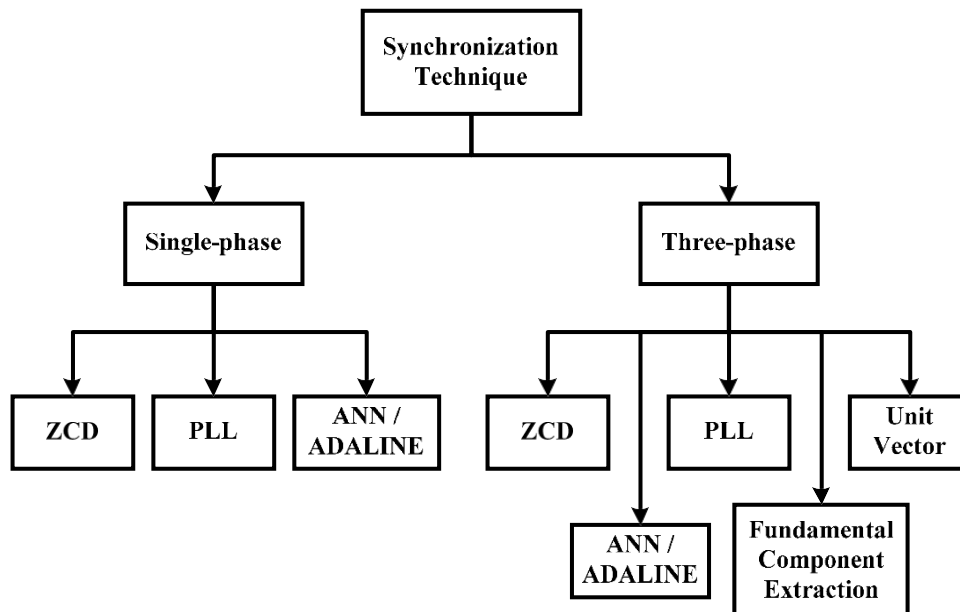 Synchronization
Technique
Single-phase
Three-phase
ZCD
PLL
ANN /
ADALINE
ZCD
PLL
Unit
Vector
ANN /
ADALINE
Fundamental
Component
Extraction